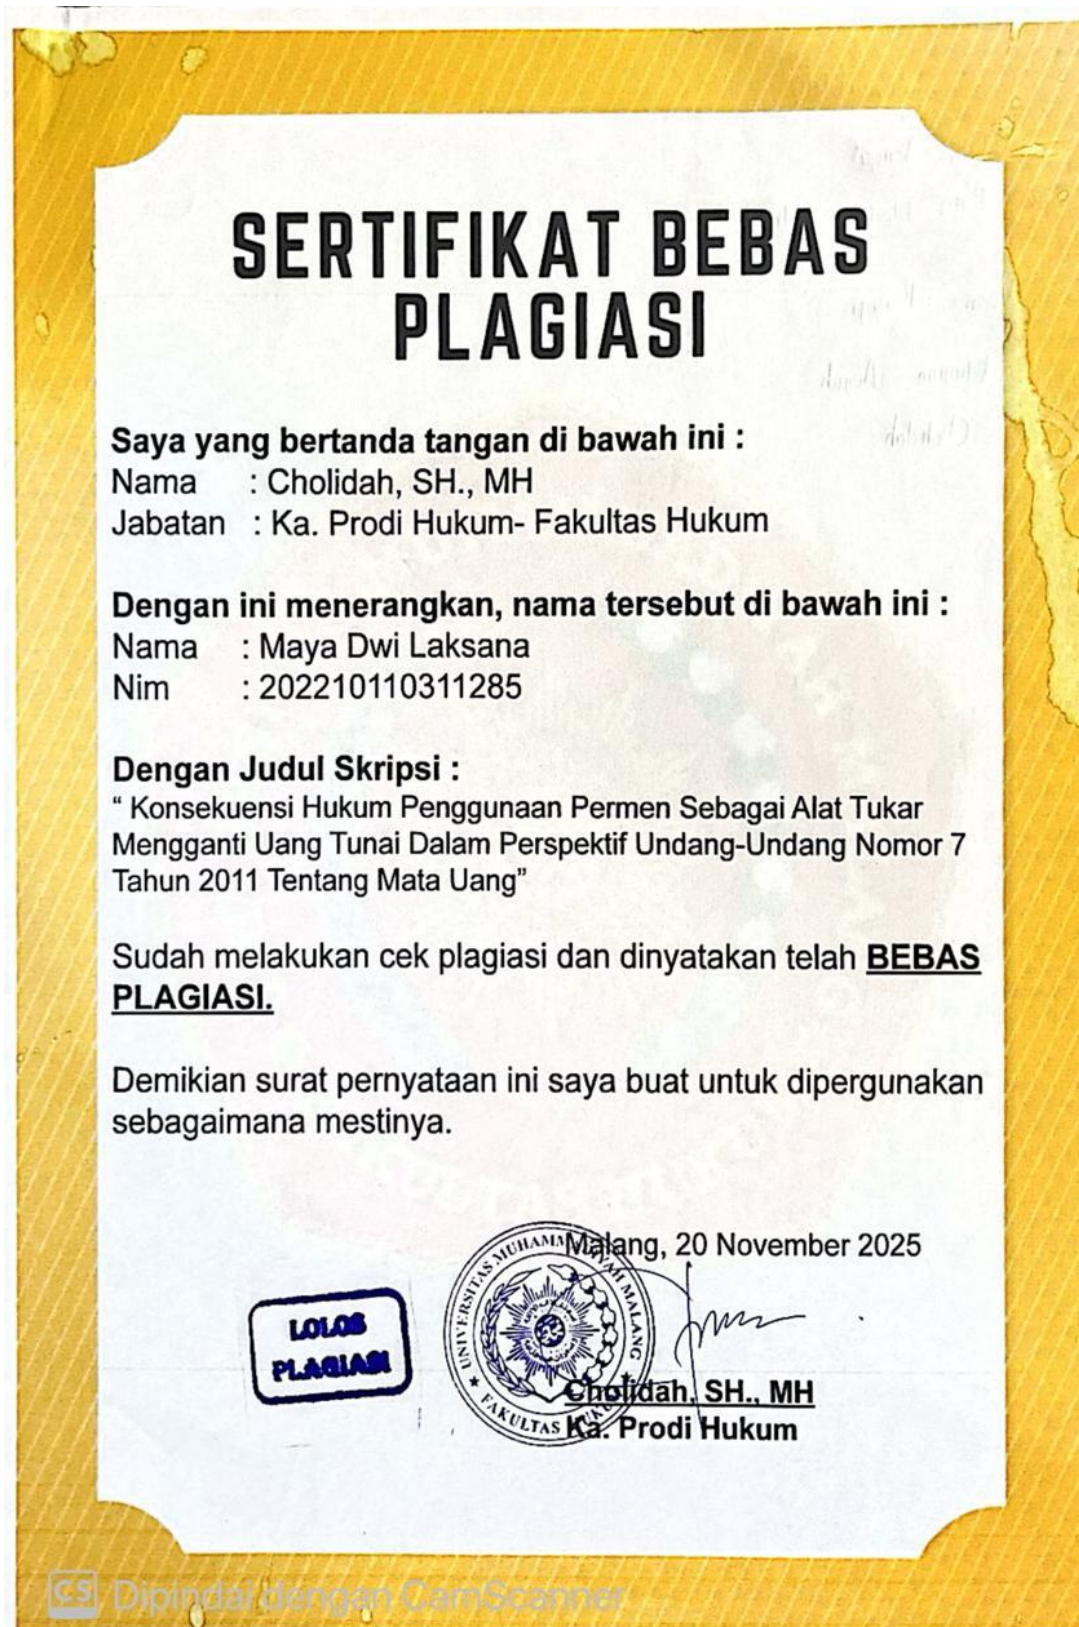 SERTIFIKAT BEBAS
PLAGIASI
Saya yang bertanda tangan di bawah ini :
Nama : Cholidah, SH., MH
Jabatan : Ka. Prodi Hukum- Fakultas Hukum
Dengan ini menerangkan, nama tersebut di bawah ini :
Nama : Maya Dwi Laksana
Nim : 202210110311285
Dengan Judul Skripsi :
“ Konsekuensi Hukum Penggunaan Permen Sebagai Alat Tukar
Mengganti Uang Tunai Dalam Perspektif Undang-Undang Nomor 7
Tahun 2011 Tentang Mata Uang”
Sudah melakukan cek plagiasi dan dinyatakan telah BEBAS
PLAGIASI.
Demikian surat pernyataan ini saya buat untuk dipergunakan
sebagaimana mestinya.
Malang, 20 November 2025
UNIVERSITAS MUHAMMADIYAH MALANG
FAKULTAS HUKUM
LOLOS
PLAGIASI
Cholidah, SH., MH
Ka. Prodi Hukum
CS Dipindai dengan CamScanner